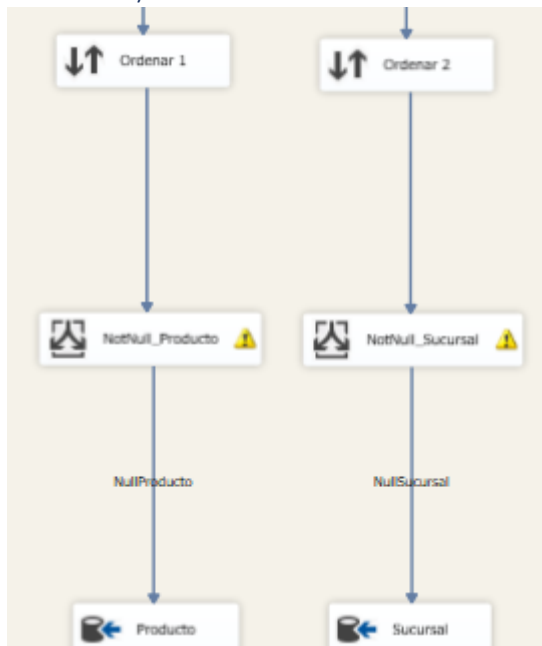 Ordenar 1
Ordenar 2
NotNull_Producto
NotNull_Sucursal
NullProducto
NullSucursal
Producto
Sucursal